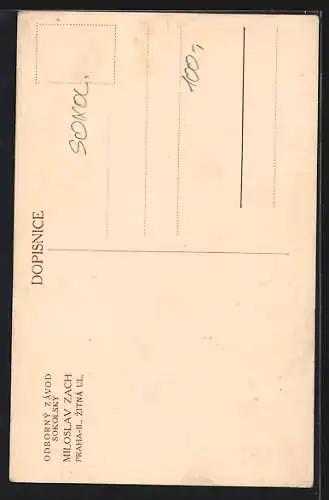 DOPISNICE
ODBORNÝ ZÁVOD
SOKOLSKÝ
MILOSLAV ZACH
PRAHA-II., ŽITNÁ UL.
SOKOL.
100,-